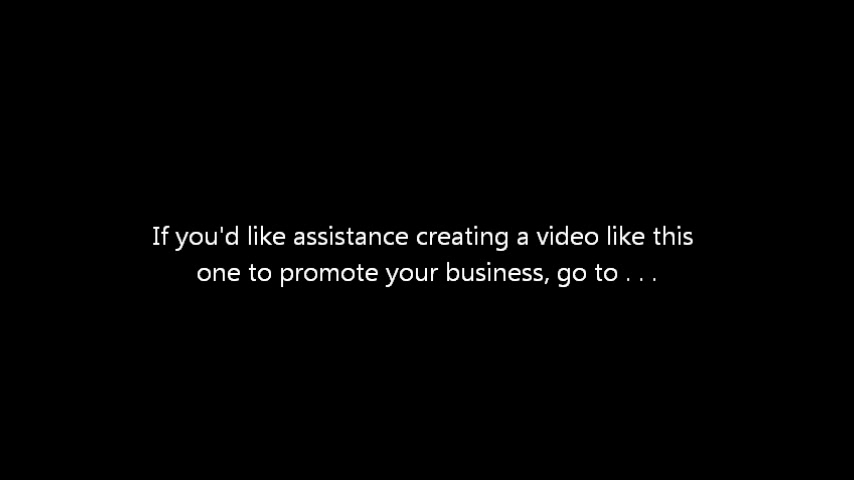 If you'd like assistance creating a video like this
one to promote your business, go to . . .